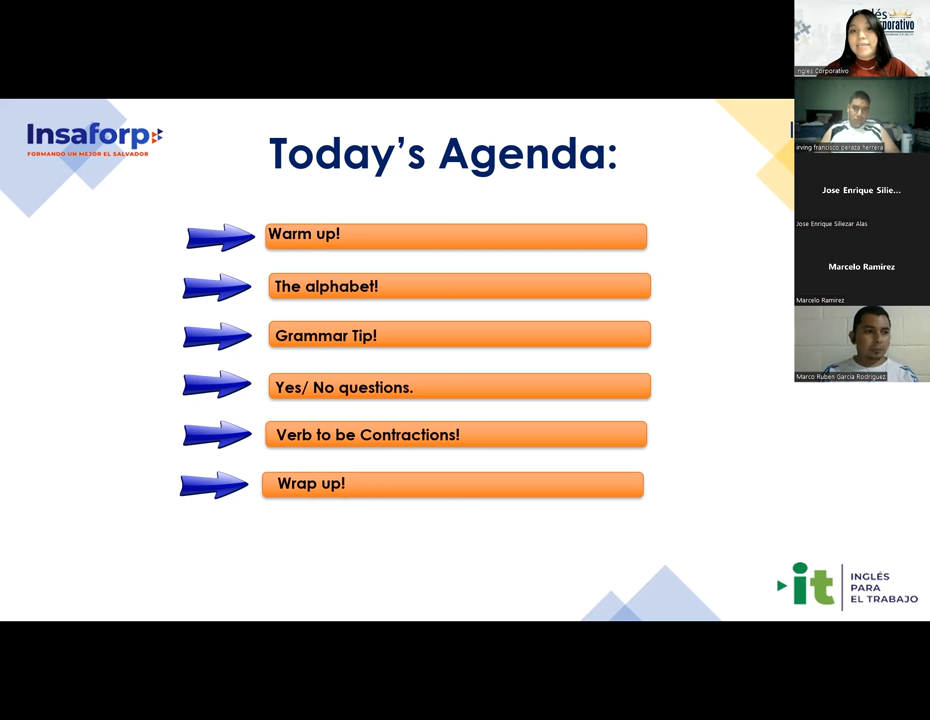 Insaforp
FORMANDO UN MEJOR EL SALVADOR
Today's Agenda:
Warm up!
The alphabet!
Grammar Tip!
Yes/ No questions.
Verb to be Contractions!
Wrap up!
it
INGLÉS
PARA
EL TRABAJO
Ingles Corporativo
irving francisco peraza herrera
Jose Enrique Silie...
Jose Enrique Siliezar Alas
Marcelo Ramirez
Marcelo Ramirez
Marco Ruben Garcia Rodriguez